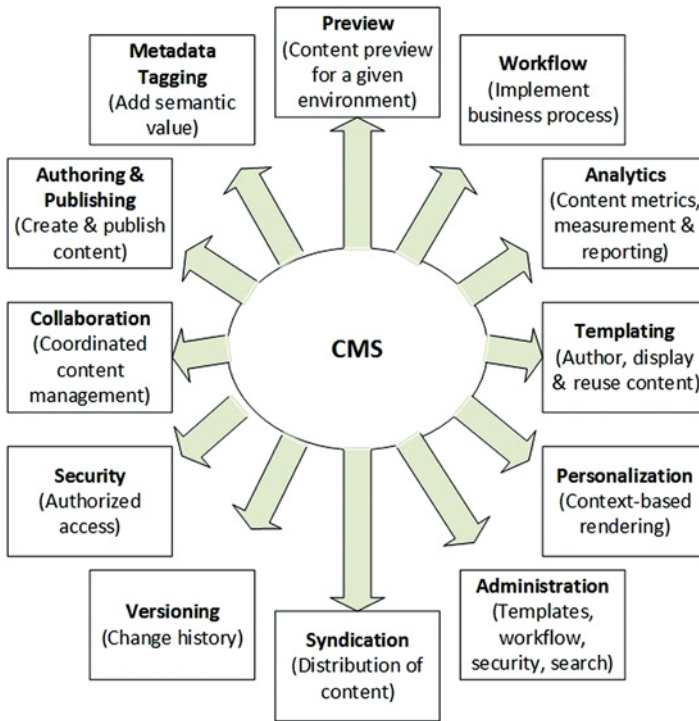 Preview
(Content preview
for a given
environment)
Metadata
Tagging
(Add semantic
value)
Workflow
(Implement
business process)
Authoring &
Publishing
(Create & publish
content)
Analytics
(Content metrics,
measurement &
reporting)
Collaboration
(Coordinated
content
management)
CMS
Templating
(Author, display
& reuse content)
Security
(Authorized
access)
Personalization
(Context-based
rendering)
Versioning
(Change history)
Syndication
(Distribution of
content)
Administration
(Templates,
workflow,
security, search)